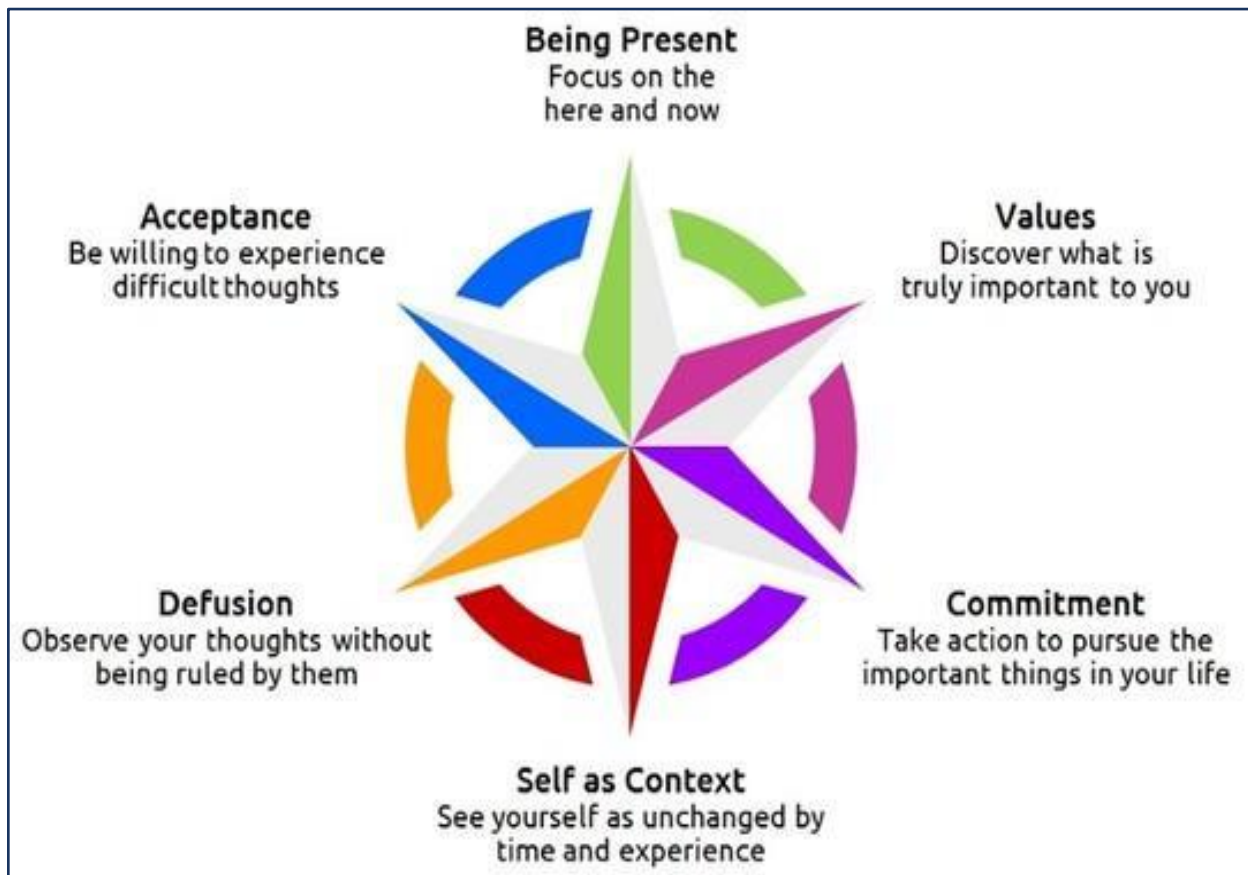 Being Present
Focus on the
here and now
Acceptance
Be willing to experience
difficult thoughts
Values
Discover what is
truly important to you
Defusion
Observe your thoughts without
being ruled by them
Commitment
Take action to pursue the
important things in your life
Self as Context
See yourself as unchanged by
time and experience